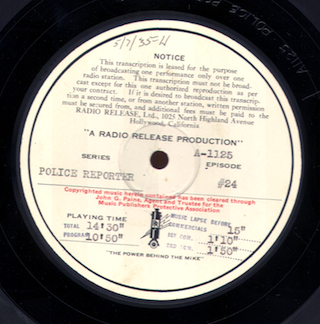 5/7/35-H
NOTICE
This transcription is leased for the purpose
of broadcasting one performance only over one
radio station. This transcription must not be broad-
cast except for this one authorized reproduction as per
your contract. If it is desired to broadcast this transcrip-
tion a second time, or from another station, written permission
must be secured from, and additional fees must be paid to the
RADIO RELEASE, Ltd., 1025 North Highland Avenue
Hollywood, California
"A RADIO RELEASE PRODUCTION"
A-1125
SERIES EPISODE
POLICE REPORTER #24
Copyrighted music herein contained has been cleared through
John G. Paine, Agent and Trustee for the
Music Publishers Protective Association.
PLAYING TIME
TOTAL 14'30"
PROGRAM 10'50"
MUSIC LAPSE BEFORE
COMMERCIALS 15"
1'10"
1'50"
"THE POWER BEHIND THE MIKE"